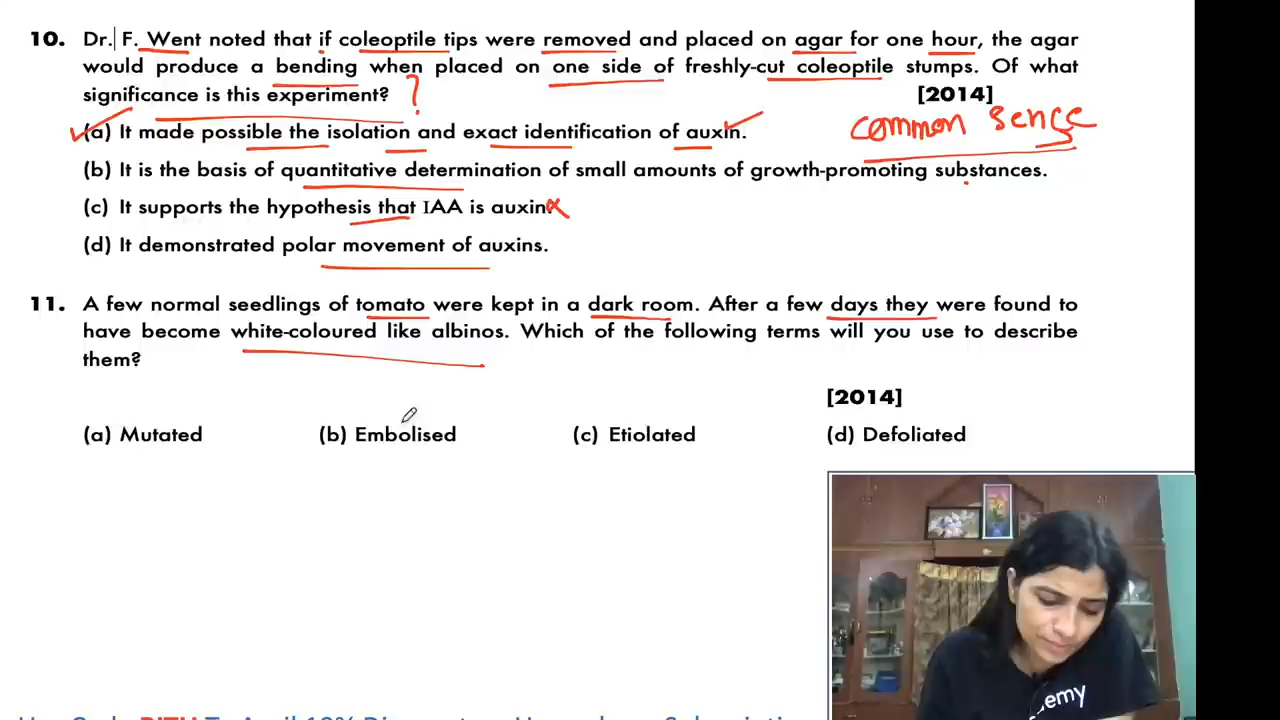 10. Dr. F. Went noted that if coleoptile tips were removed and placed on agar for one hour, the agar
would produce a bending when placed on one side of freshly-cut coleoptile stumps. Of what
significance is this experiment? ? [2014]
(a) It made possible the isolation and exact identification of auxin.
common sence
(b) It is the basis of quantitative determination of small amounts of growth-promoting substances.
(c) It supports the hypothesis that IAA is auxin.
(d) It demonstrated polar movement of auxins.
11. A few normal seedlings of tomato were kept in a dark room. After a few days they were found to
have become white-coloured like albinos. Which of the following terms will you use to describe
them?
[2014]
(a) Mutated (b) Embolised (c) Etiolated (d) Defoliated
demy